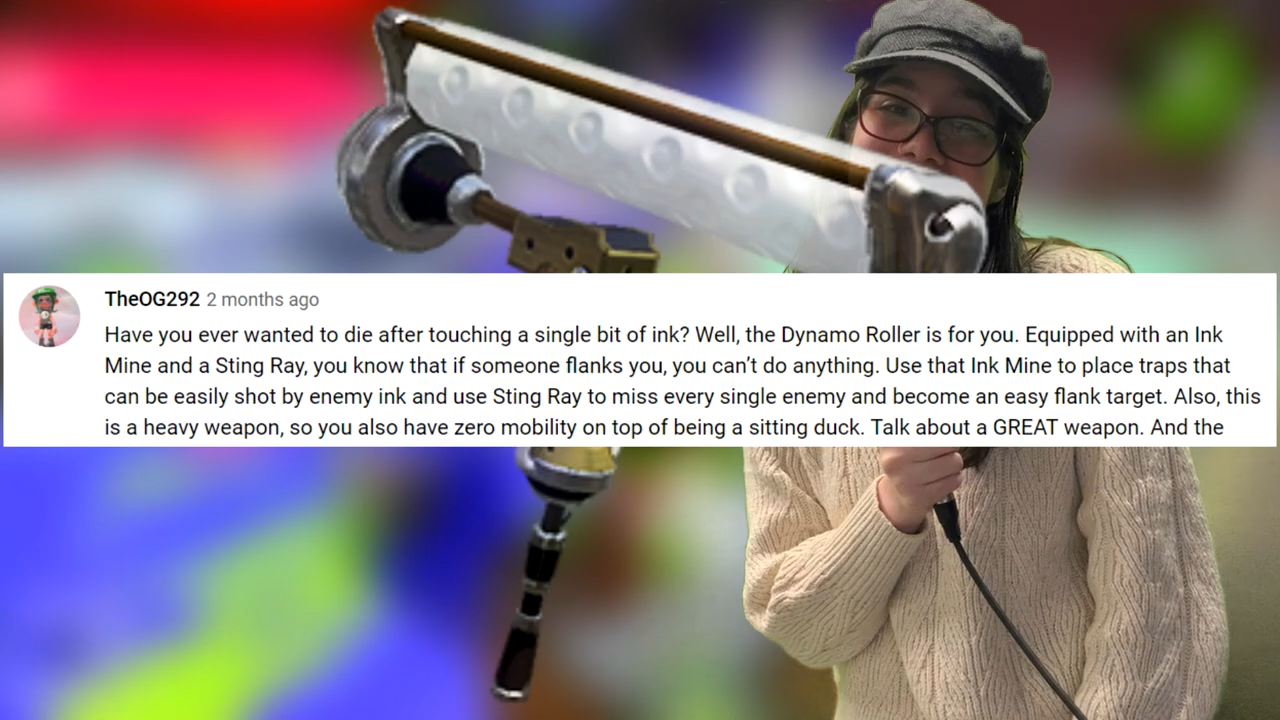 TheOG292 2 months ago
Have you ever wanted to die after touching a single bit of ink? Well, the Dynamo Roller is for you. Equipped with an Ink
Mine and a Sting Ray, you know that if someone flanks you, you can’t do anything. Use that Ink Mine to place traps that
can be easily shot by enemy ink and use Sting Ray to miss every single enemy and become an easy flank target. Also, this
is a heavy weapon, so you also have zero mobility on top of being a sitting duck. Talk about a GREAT weapon. And the